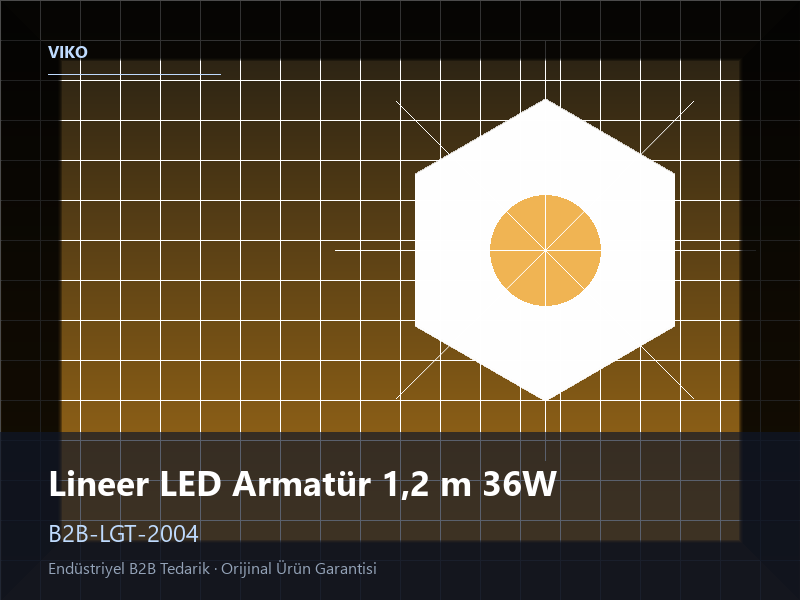 VIKO
Lineer LED Armatür 1,2 m 36W
B2B-LGT-2004
Endüstriyel B2B Tedarik · Orijinal Ürün Garantisi